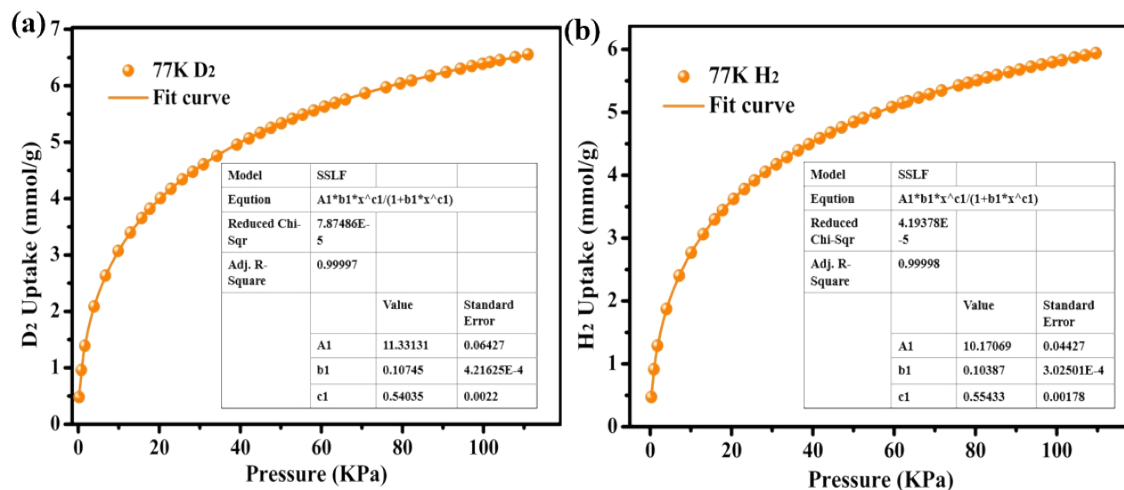 (a)
77K D2
Fit curve
D2 Uptake (mmol/g)
7
6
5
4
3
2
1
0
Model SSLF
Eqution A1*b1*x^c1/(1+b1*x^c1)
Reduced Chi-
Sqr
7.87486E-
5
Adj. R-
Square
0.99997
Value Standard
Error
A1 11.33131 0.06427
b1 0.10745 4.21625E-4
c1 0.54035 0.0022
0 20 40 60 80 100
Pressure (KPa)
(b)
77K H2
Fit curve
H2 Uptake (mmol/g)
6
5
4
3
2
1
0
Model SSLF
Eqution A1*b1*x^c1/(1+b1*x^c1)
Reduced
Chi-Sqr
4.19378E
-5
Adj. R-
Square
0.99998
Value Standard
Error
A1 10.17069 0.04427
b1 0.10387 3.02501E-4
c1 0.55433 0.00178
0 20 40 60 80 100
Pressure (KPa)